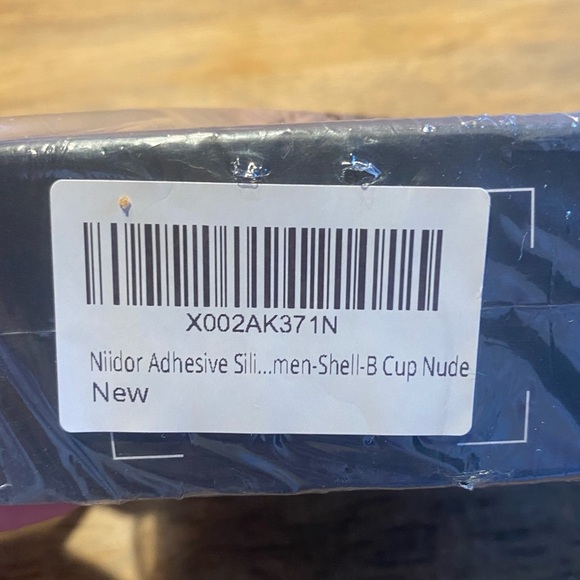 X002AK371N
Niidor Adhesive Sili...men-Shell-B Cup Nude
New